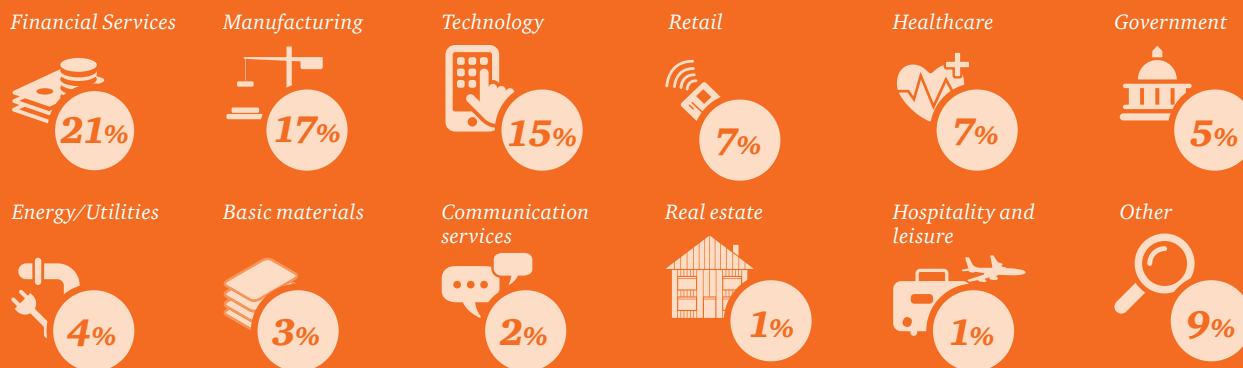 Financial Services
Manufacturing
Technology
Retail
Healthcare
Government
21%
17%
15%
7%
7%
5%
Energy/Utilities
Basic materials
Communication
services
Real estate
Hospitality and
leisure
Other
4%
3%
2%
1%
1%
9%